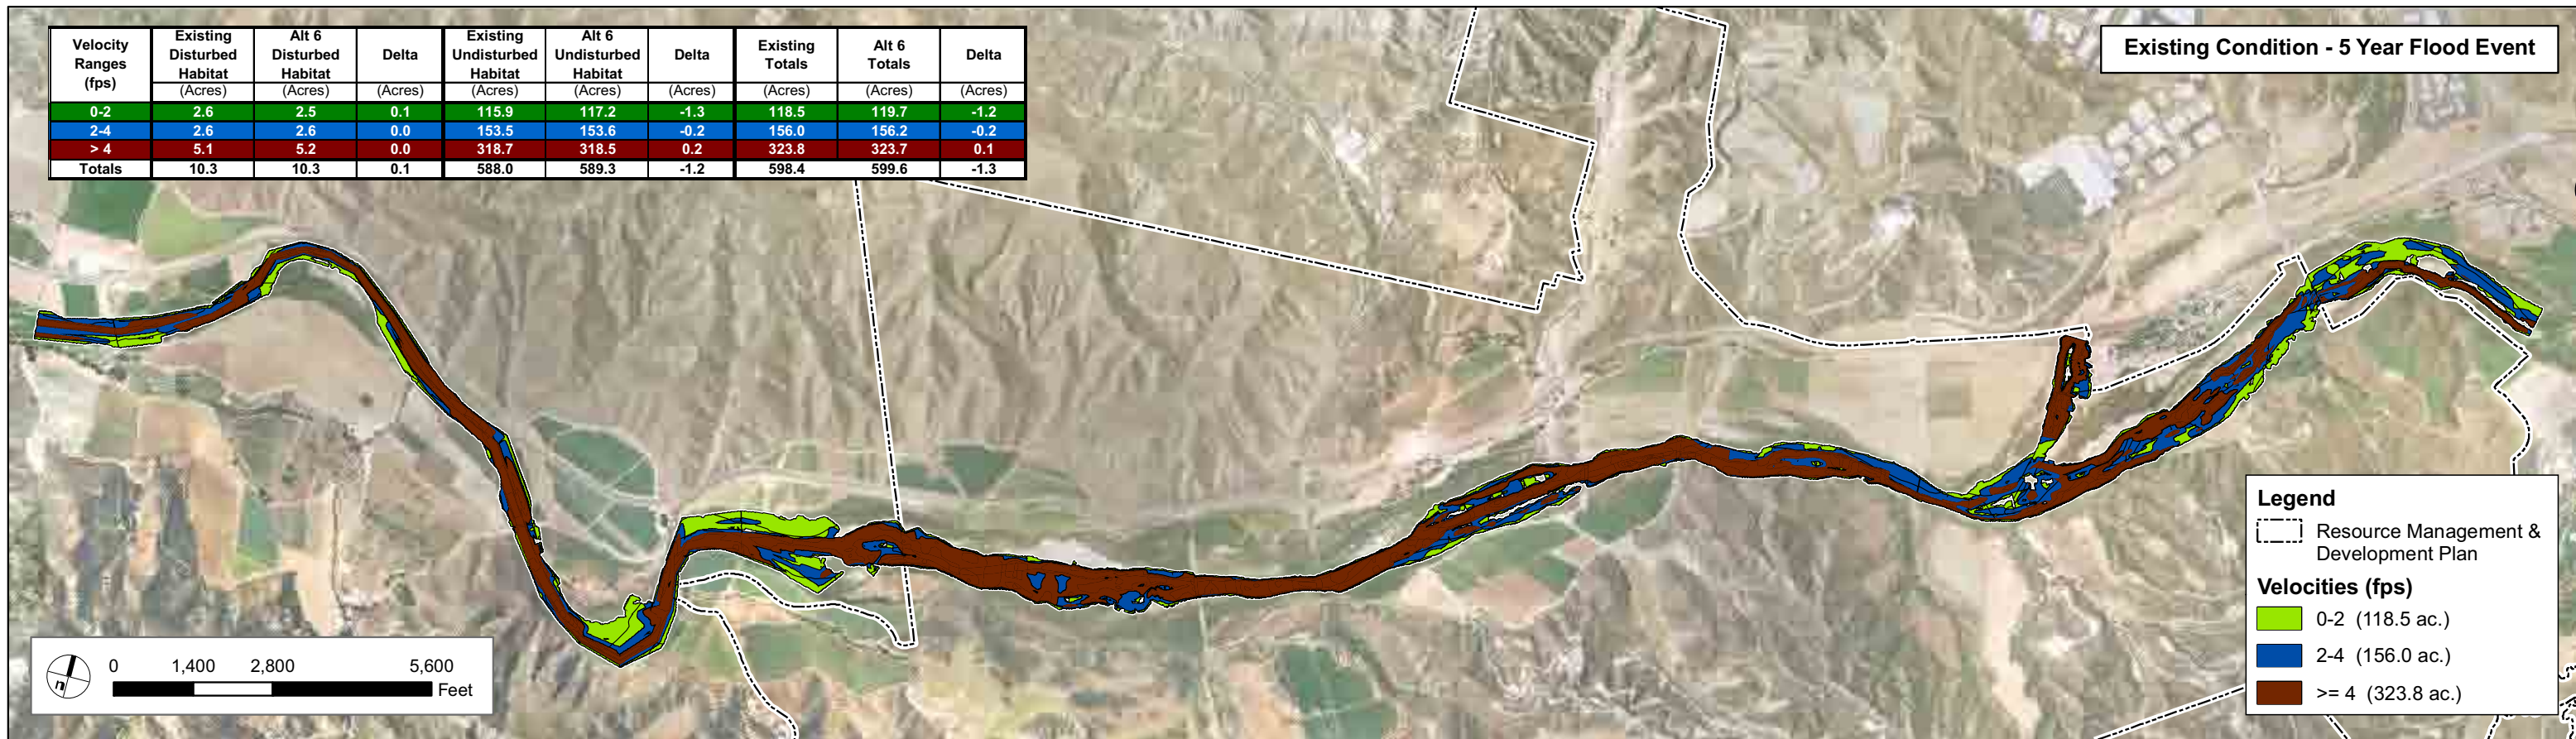 Existing Condition - 5 Year Flood Event
Velocity Ranges (fps) | Existing Disturbed Habitat | Alt 6 Disturbed Habitat | Delta | Existing Undisturbed Habitat | Alt 6 Undisturbed Habitat | Delta | Existing Totals | Alt 6 Totals | Delta
(Acres) | (Acres) | (Acres) | (Acres) | (Acres) | (Acres) | (Acres) | (Acres) | (Acres)
0-2 | 2.6 | 2.5 | 0.1 | 115.9 | 117.2 | -1.3 | 118.5 | 119.7 | -1.2
2-4 | 2.6 | 2.6 | 0.0 | 153.5 | 153.6 | -0.2 | 156.0 | 156.2 | -0.2
> 4 | 5.1 | 5.2 | 0.0 | 318.7 | 318.5 | 0.2 | 323.8 | 323.7 | 0.1
Totals | 10.3 | 10.3 | 0.1 | 588.0 | 589.3 | -1.2 | 598.4 | 599.6 | -1.3
n
0 1,400 2,800 5,600
Feet
Legend
Resource Management &
Development Plan
Velocities (fps)
0-2 (118.5 ac.)
2-4 (156.0 ac.)
>= 4 (323.8 ac.)